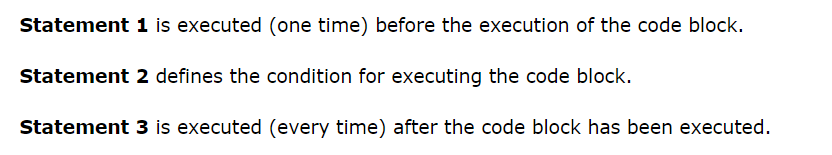 Statement 1 is executed (one time) before the execution of the code block.
Statement 2 defines the condition for executing the code block.
Statement 3 is executed (every time) after the code block has been executed.